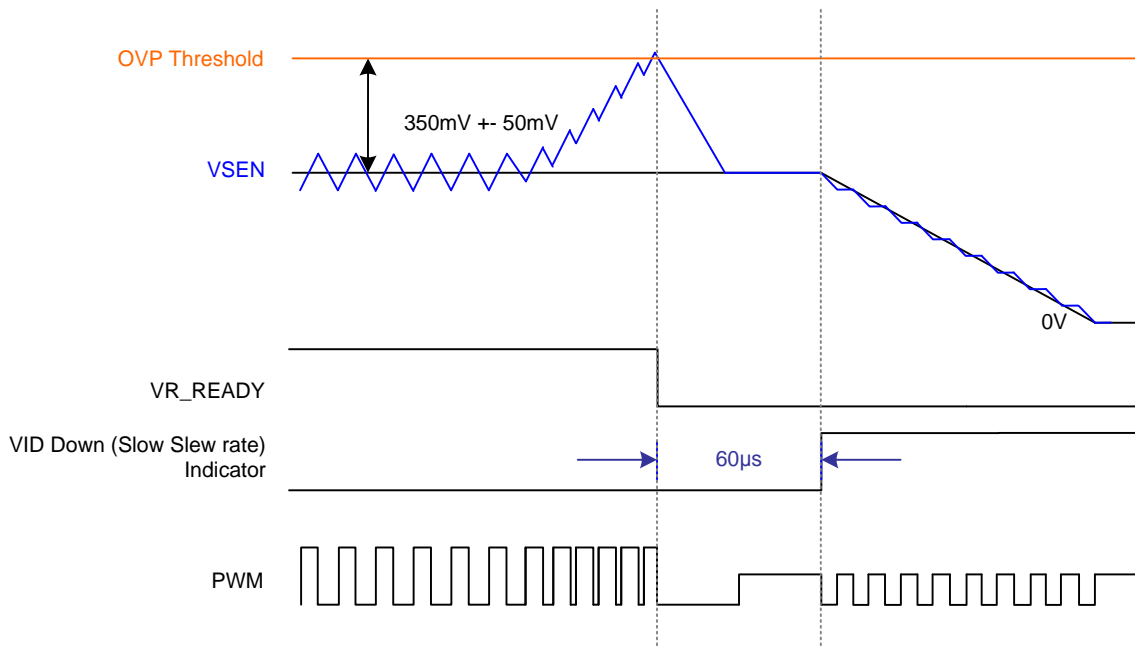 OVP Threshold
350mV +- 50mV
VSEN
0V
VR_READY
VID Down (Slow Slew rate)
Indicator
60µs
PWM